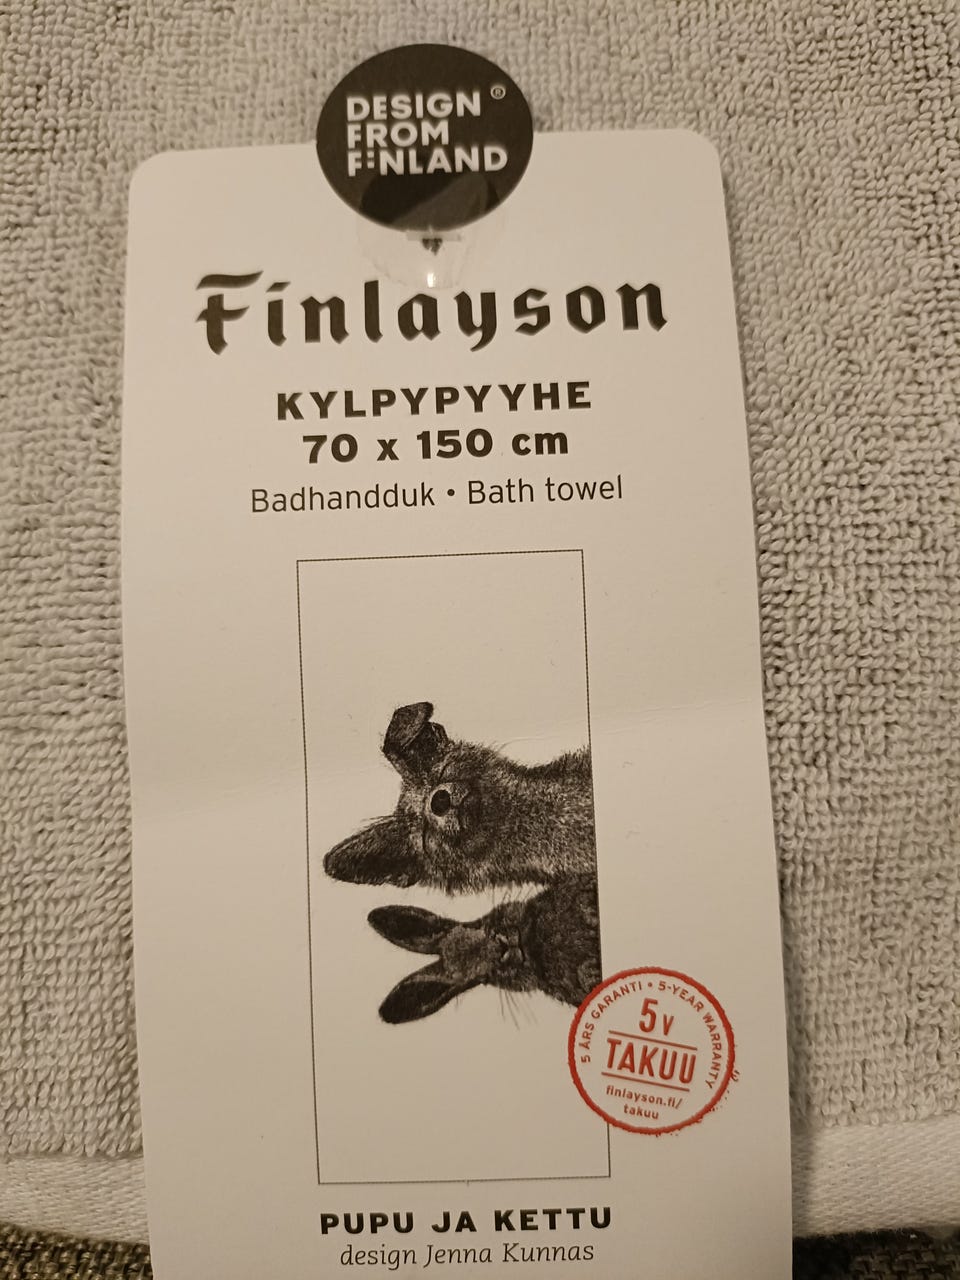 DESIGN ®
FROM
FINLAND
Finlayson
KYLPYPYYHE
70 x 150 cm
Badhandduk • Bath towel
5 ÅRS GARANTI • 5-YEAR WARRANTY
5v
TAKUU
finlayson.fi/
takuu
PUPU JA KETTU
design Jenna Kunnas